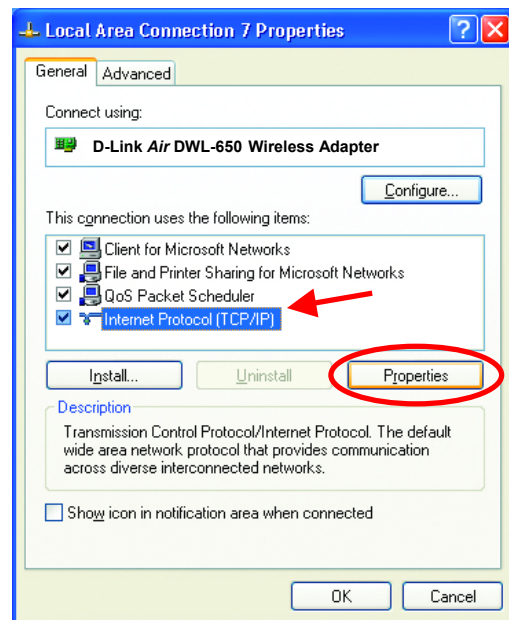 Local Area Connection 7 Properties
General
Advanced
Connect using:
D-Link Air DWL-650 Wireless Adapter
Configure...
This connection uses the following items:
Client for Microsoft Networks
File and Printer Sharing for Microsoft Networks
QoS Packet Scheduler
Internet Protocol (TCP/IP)
Install...
Uninstall
Properties
Description
Transmission Control Protocol/Internet Protocol. The default
wide area network protocol that provides communication
across diverse interconnected networks.
Show icon in notification area when connected
OK
Cancel